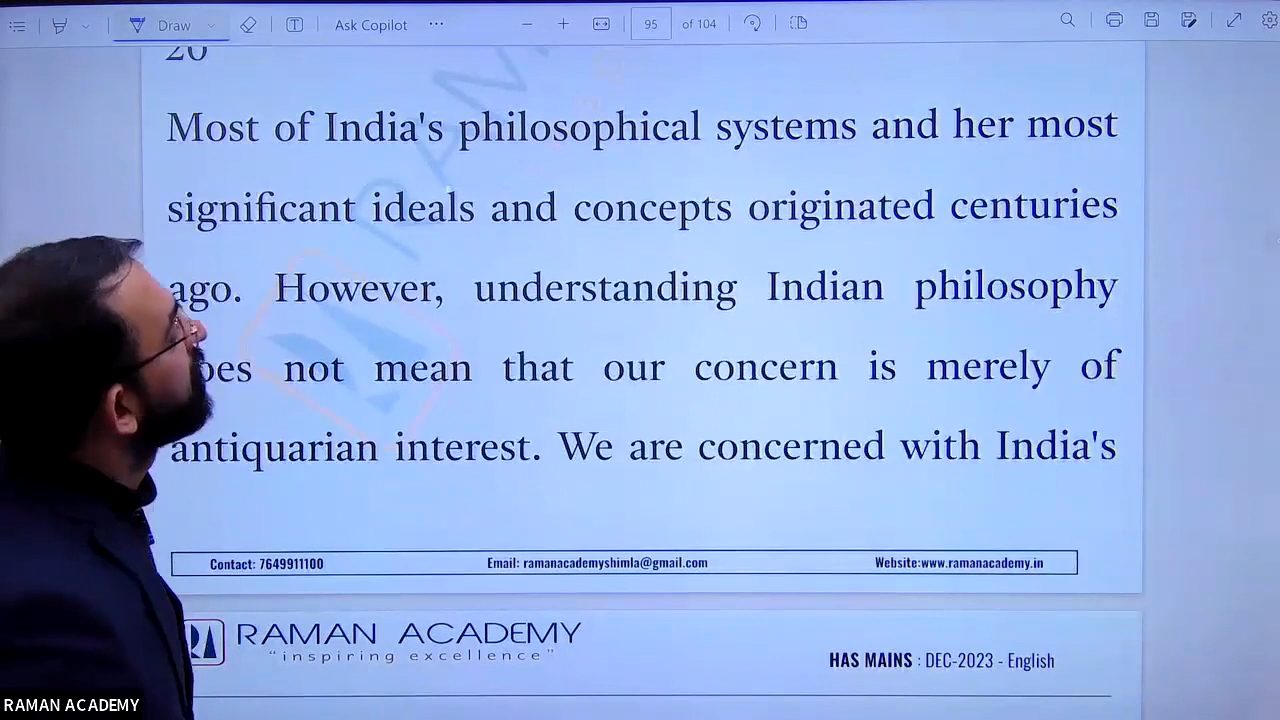 Draw
Ask Copilot
95
of 104
20
Most of India's philosophical systems and her most
significant ideals and concepts originated centuries
ago. However, understanding Indian philosophy
does not mean that our concern is merely of
antiquarian interest. We are concerned with India's
Contact: 7649911100
Email: ramanacademyshimla@gmail.com
Website:www.ramanacademy.in
RAMAN ACADEMY
"inspiring excellence"
HAS MAINS : DEC-2023 - English
RAMAN ACADEMY